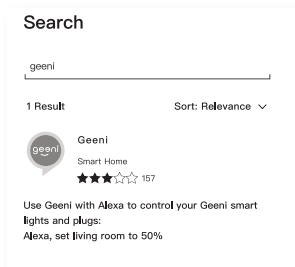 Search
geeni
1 Result
Sort: Relevance
geeni
Geeni
Smart Home
157
Use Geeni with Alexa to control your Geeni smart
lights and plugs:
Alexa, set living room to 50%